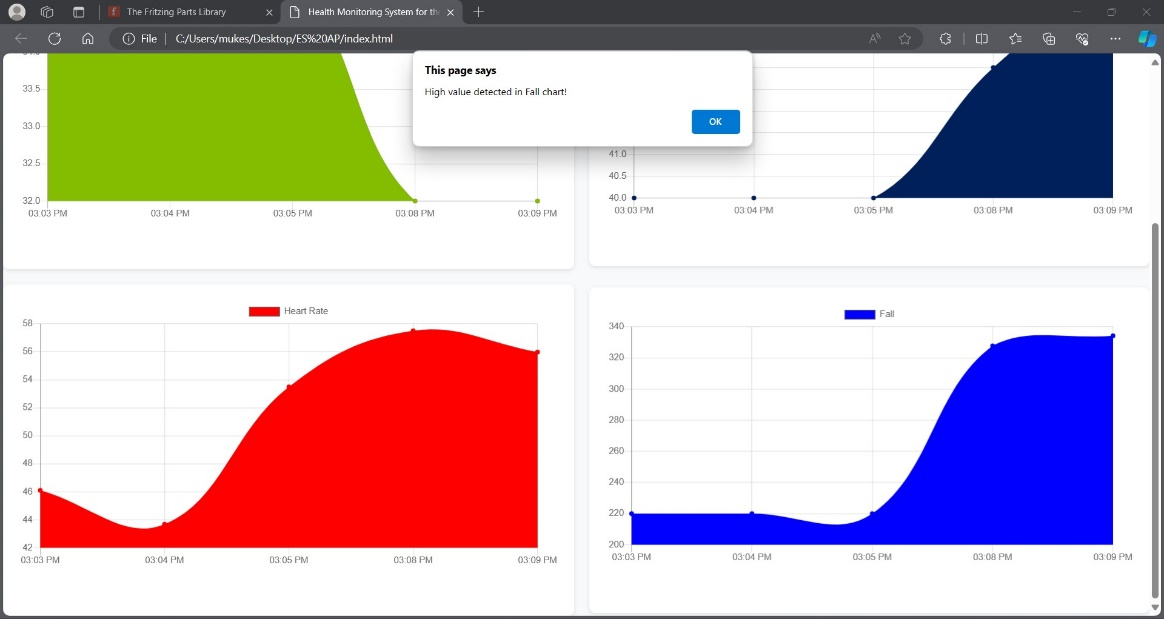 The Fritzing Parts Library
Health Monitoring System for th
File
C:/Users/mukes/Desktop/ES%20AP/index.html
This page says
High value detected in Fall chart!
OK
33.5
33.0
32.5
32.0
03:03 PM 03:04 PM 03:05 PM 03:08 PM 03:09 PM
41.0
40.5
40.0
03:03 PM 03:04 PM 03:05 PM 03:08 PM 03:09 PM
Heart Rate
58
56
54
52
50
48
46
44
42
03:03 PM 03:04 PM 03:05 PM 03:08 PM 03:09 PM
Fall
340
320
300
280
260
240
220
200
03:03 PM 03:04 PM 03:05 PM 03:08 PM 03:09 PM